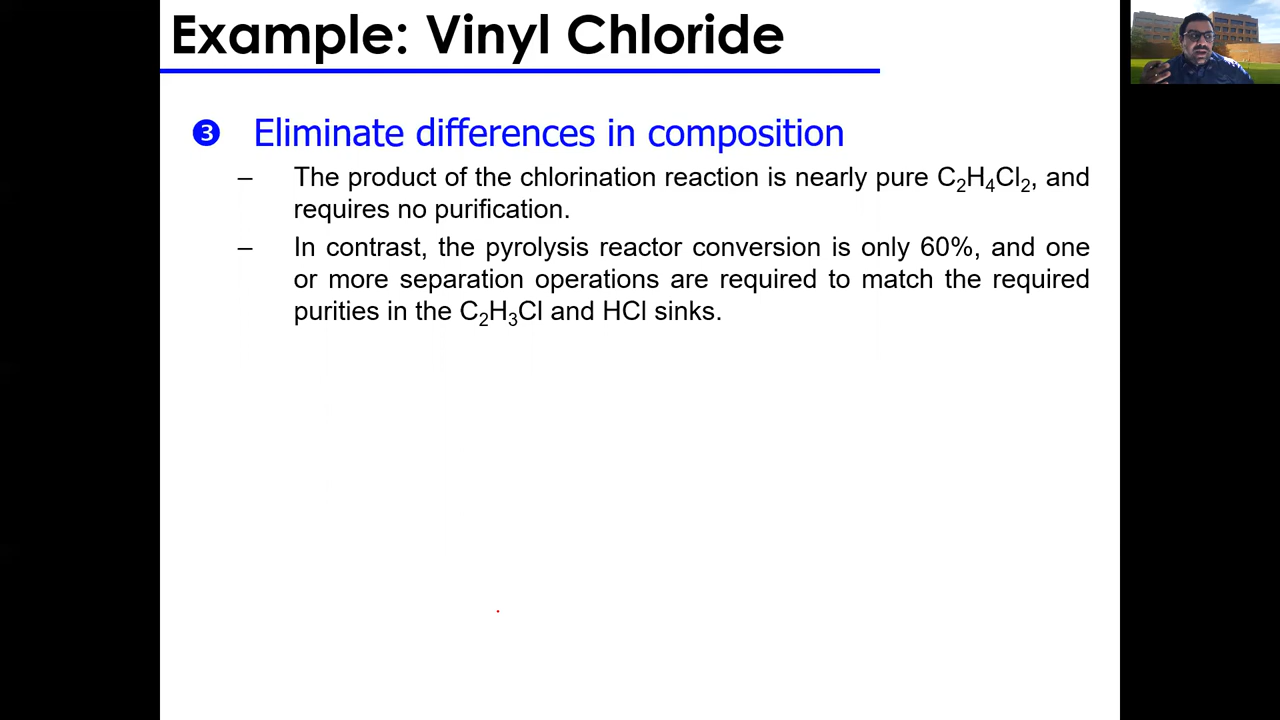 Example: Vinyl Chloride
❸ Eliminate differences in composition
– The product of the chlorination reaction is nearly pure C₂H₄Cl₂, and
requires no purification.
– In contrast, the pyrolysis reactor conversion is only 60%, and one
or more separation operations are required to match the required
purities in the C₂H₃Cl and HCl sinks.